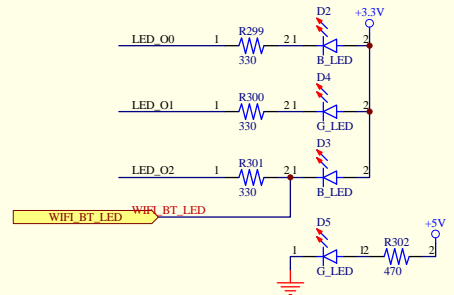 D2
+3.3V
LED_O0 1 R299 2 1 2
330 B_LED
D4
LED_O1 1 R300 2 1 2
330 G_LED
D3
LED_O2 1 R301 2 1 2
330 B_LED
WIFI_BT_LED WIFI_BT_LED
D5
+5V
1 1 2 R302 2
G_LED 470